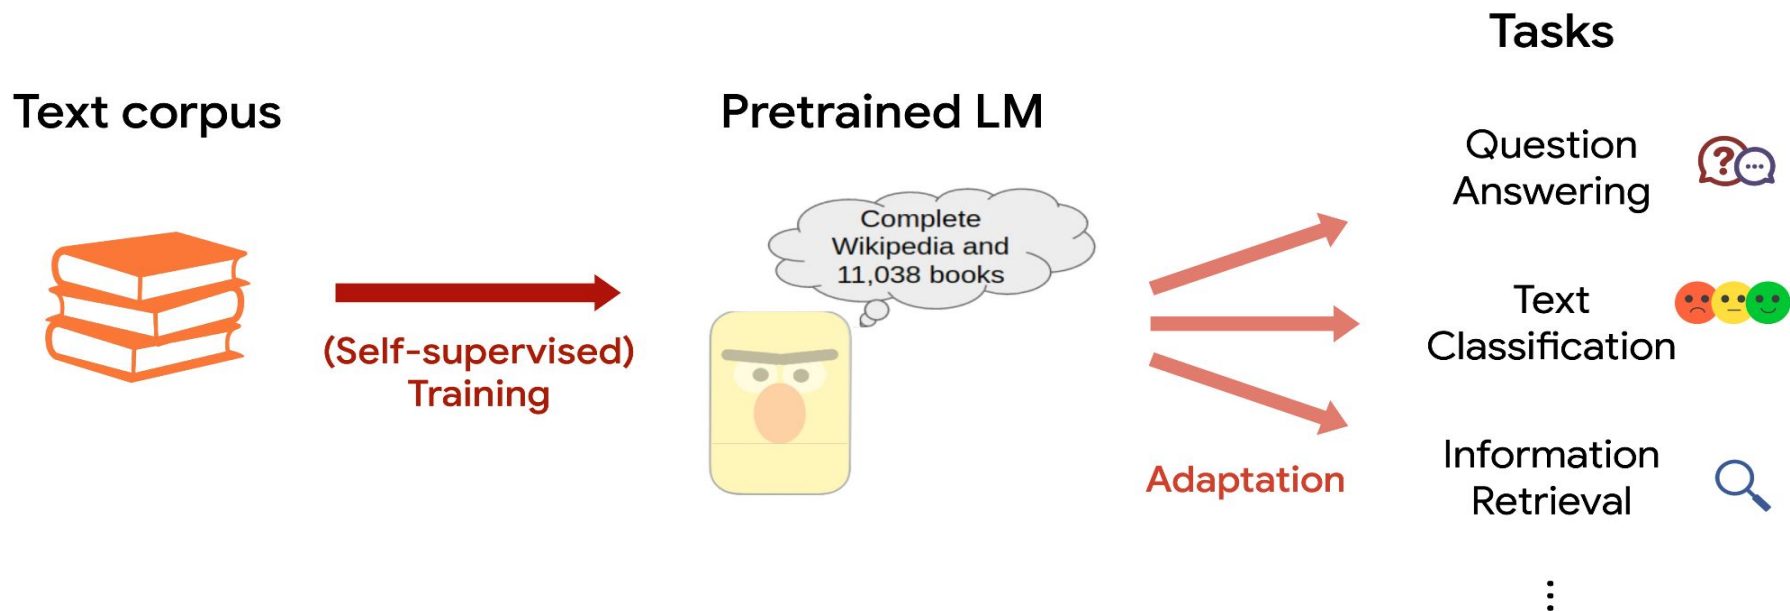 Text corpus
(Self-supervised)
Training
Pretrained LM
Complete
Wikipedia and
11,038 books
Adaptation
Tasks
Question
Answering
?
...
Text
Classification
Information
Retrieval
⋮